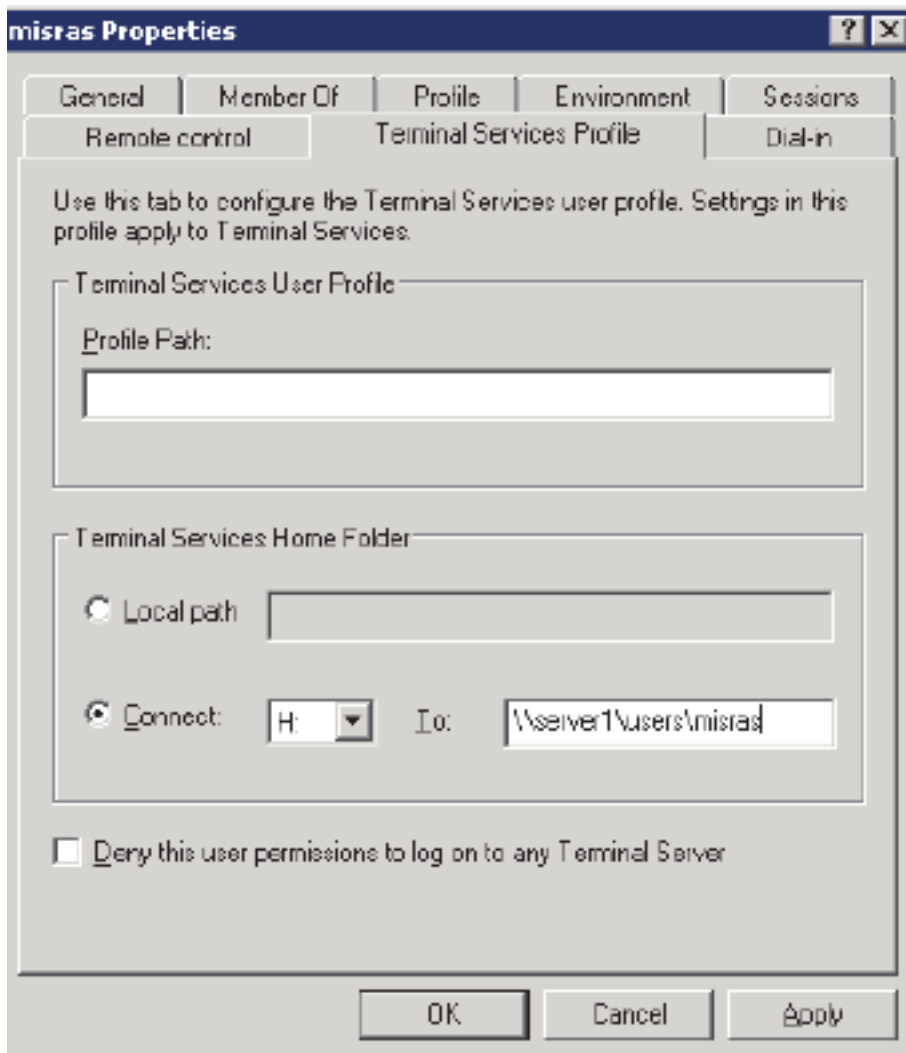 misras Properties
General Member Of Profile Environment Sessions
Remote control Terminal Services Profile Dial-in
Use this tab to configure the Terminal Services user profile. Settings in this
profile apply to Terminal Services.
Terminal Services User Profile
Profile Path:
Terminal Services Home Folder
Local path
Connect: H: To: \\server1\users\misras
Deny this user permissions to log on to any Terminal Server
OK Cancel Apply